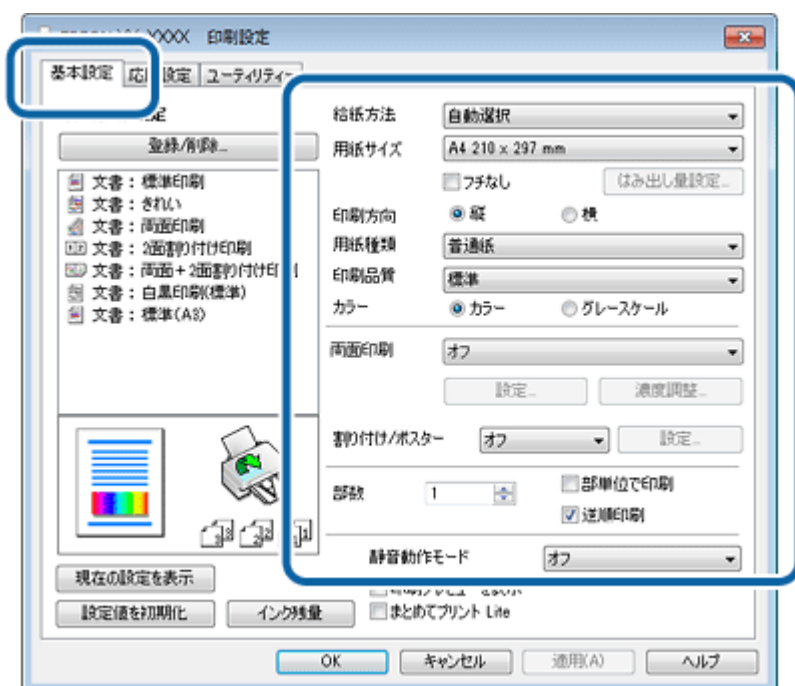 XXXX 印刷設定
基本設定 応 設定 ユーティリティ
定
登録/削除...
文書：標準印刷
文書：きれい
文書：両面印刷
文書：2面割り付け印刷
文書：両面+2面割り付け印
文書：白黒印刷(標準)
文書：標準(A3)
現在の設定を表示
設定値を初期化 インク残量
給紙方法 自動選択
用紙サイズ A4 210 x 297 mm
フチなし はみ出し量設定...
印刷方向 縦 横
用紙種類 普通紙
印刷品質 標準
カラー カラー グレースケール
両面印刷 オフ
設定... 濃度調整...
割り付け/ポスター オフ 設定...
部数 1 部単位で印刷
逆順印刷
静音動作モード オフ
まとめてプリント Lite
OK キャンセル 適用(A) ヘルプ